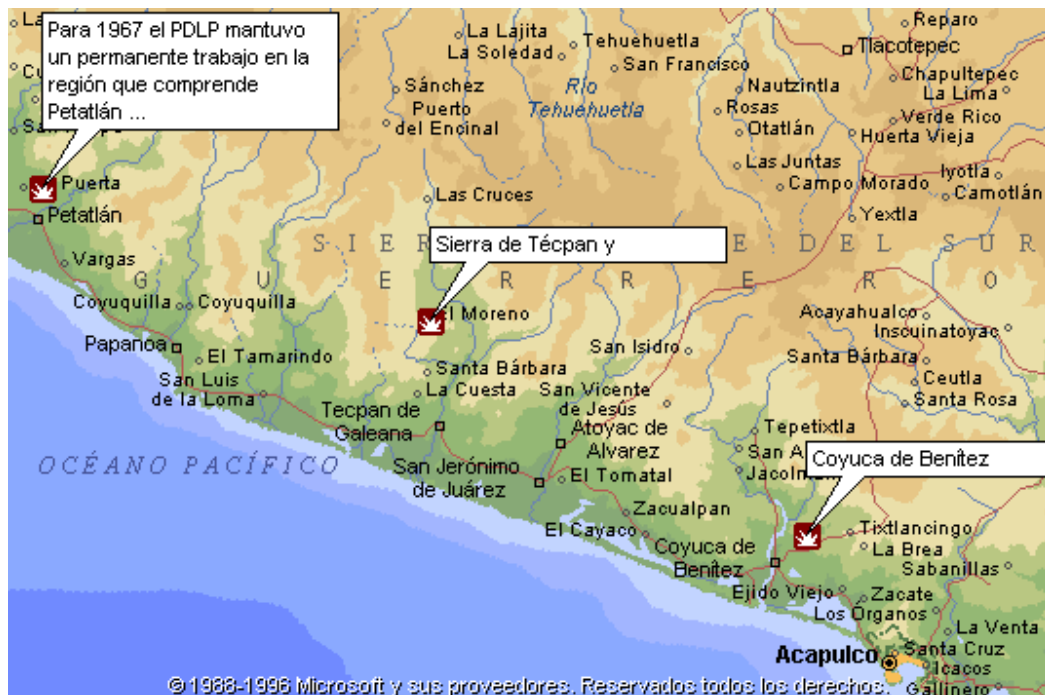 Para 1967 el PDLP mantuvo
un permanente trabajo en la
región que comprende
Petatlán ...
La Lajita
La Soledad
Tehuehuetla
San Francisco
Reparo
Tlacotepec
Sánchez
Puerto
del Encinal
Río
Tehuehuetla
Nautzintla
Rosas
Otatlán
Chapultepec
La Lima
Verde Rico
Huerta Vieja
Las Juntas
Campo Morado
Iyotla
Camotlán
Yextla
Puerta
Petatlán
Las Cruces
Sierra de Técpan y
SIER
E DEL SUR
GUERRERO
Vargas
Coyuquilla
Coyuquilla
Papanoa
El Tamarindo
San Luis
de la Loma
l Moreno
Santa Bárbara
La Cuesta
San Isidro
San Vicente
de Jesús
Acayahualco
Inscuinatoyac
Santa Bárbara
Ceutla
Santa Rosa
Tecpan de
Galeana
Atoyac de
Alvarez
Tepetixtla
San A
Coyuca de Benítez
OCÉANO PACÍFICO
San Jerónimo
de Juárez
El Tomatal
Zacualpan
El Cayaco
Coyuca de
Benítez
Tixtlancingo
La Brea
Sabanillas
Ejido Viejo
Zacate
Los Órganos
La Venta
Acapulco
Santa Cruz
Icacos
Gallinero
© 1988-1996 Microsoft y sus proveedores. Reservados todos los derechos.